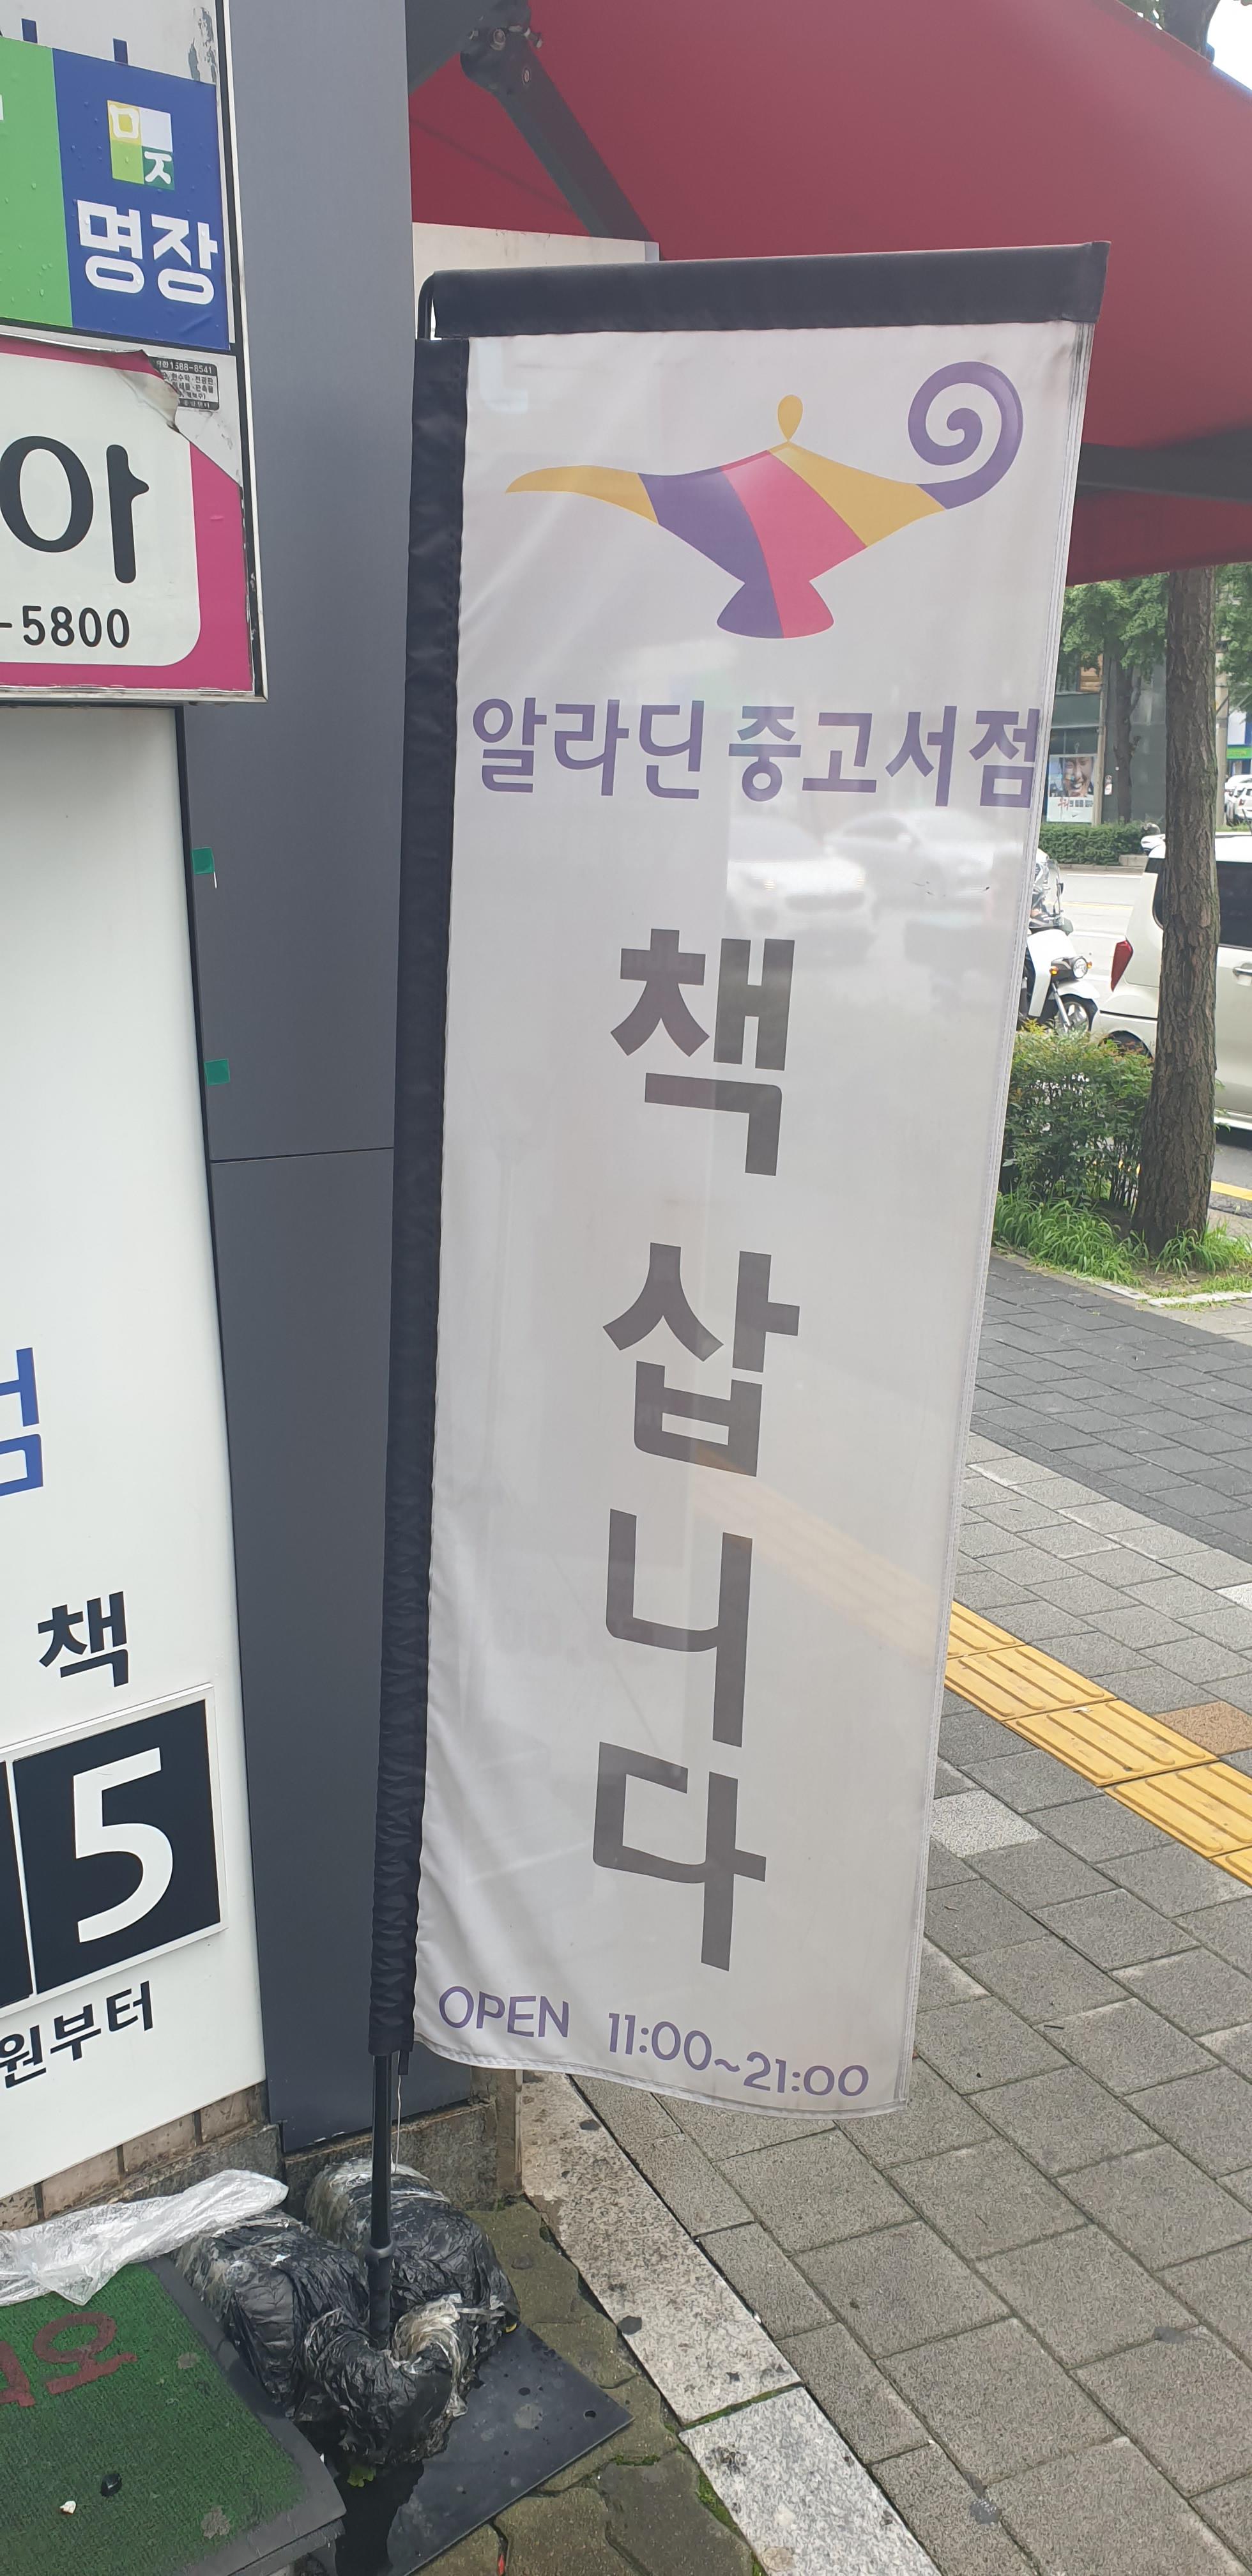 명장
아
-5800
알라딘 중고서점
책
삽
니
다
OPEN 11:00~21:00
책
5
원부터